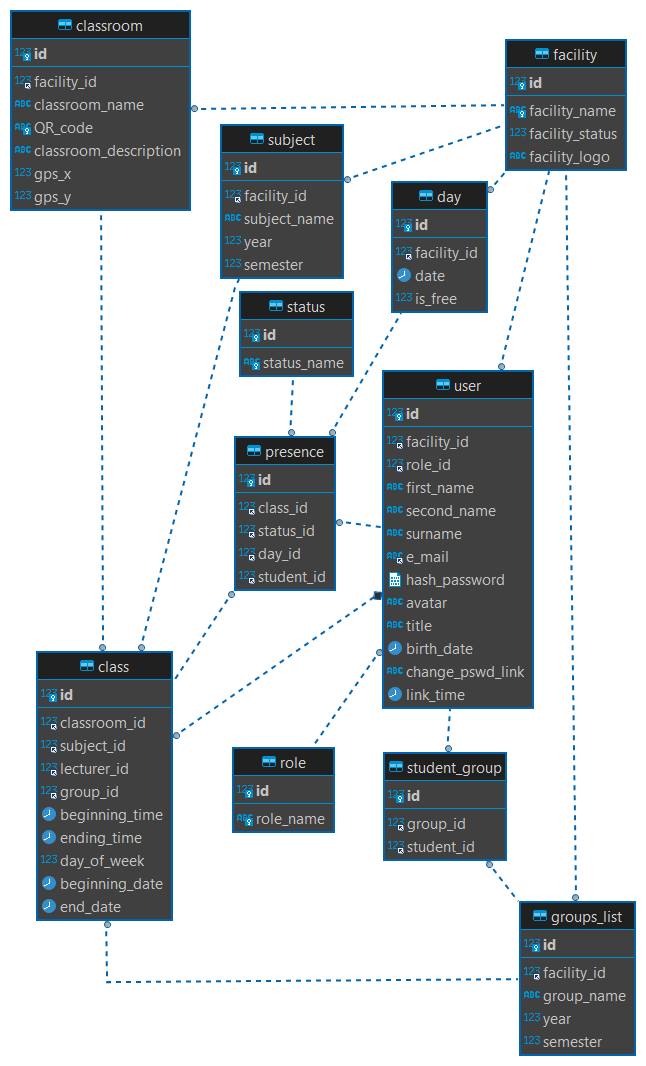 classroom
id
facility_id
classroom_name
QR_code
classroom_description
gps_x
gps_y
facility
id
facility_name
facility_status
facility_logo
subject
id
facility_id
subject_name
year
semester
day
id
facility_id
date
is_free
status
id
status_name
user
id
facility_id
role_id
first_name
second_name
surname
e_mail
hash_password
avatar
title
birth_date
change_pswd_link
link_time
presence
id
class_id
status_id
day_id
student_id
class
id
classroom_id
subject_id
lecturer_id
group_id
beginning_time
ending_time
day_of_week
beginning_date
end_date
role
id
role_name
student_group
id
group_id
student_id
groups_list
id
facility_id
group_name
year
semester